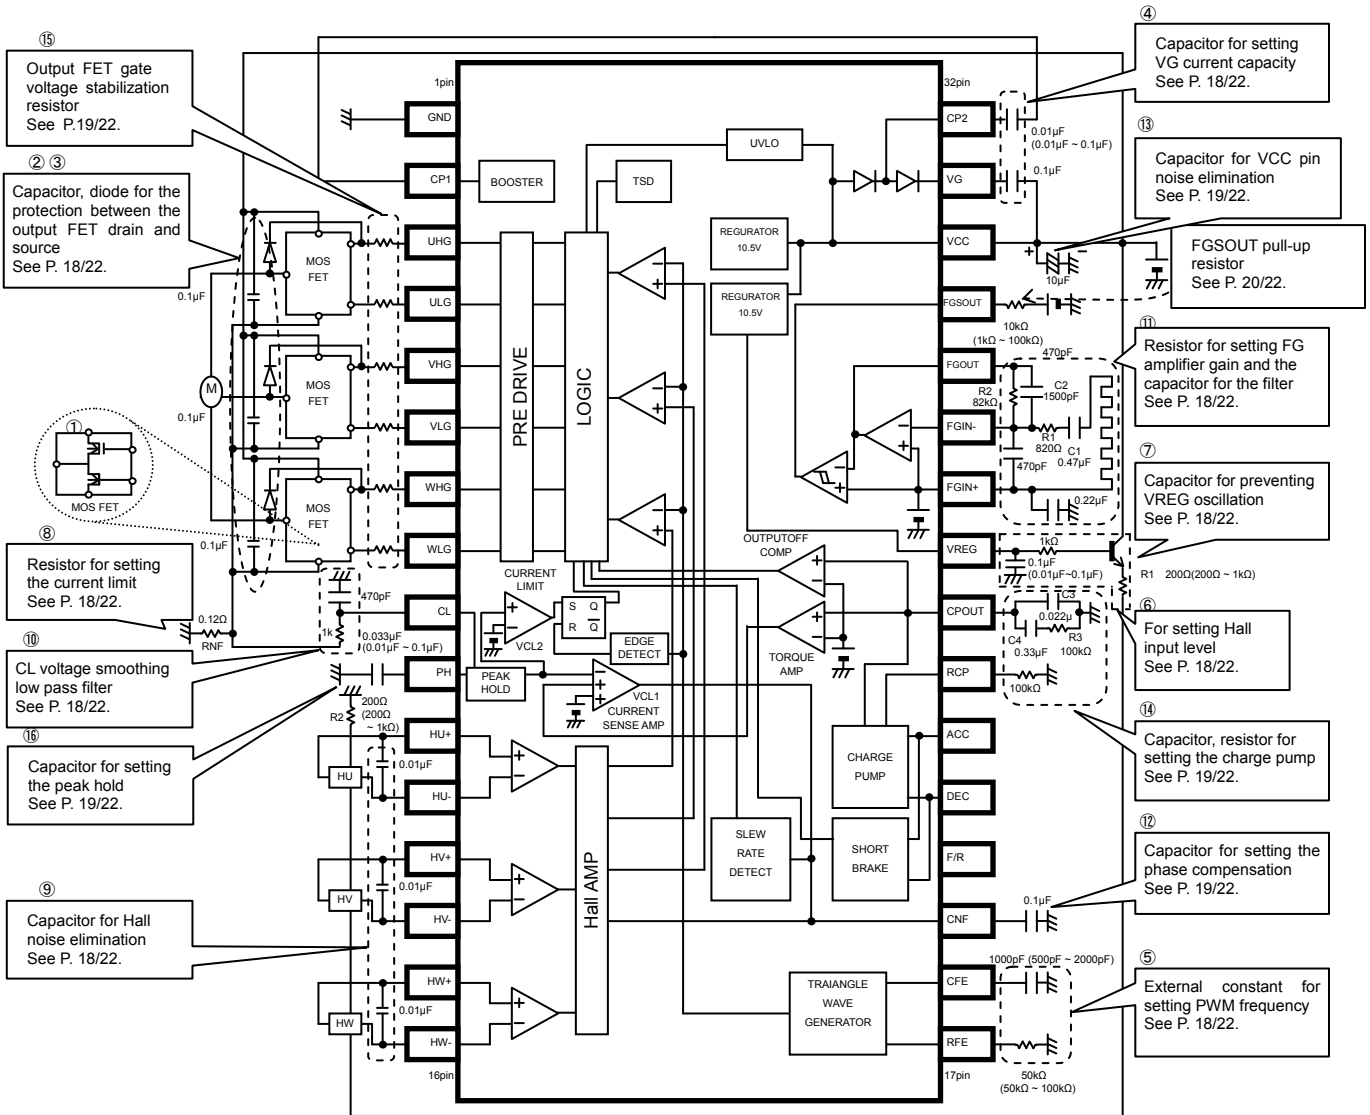 ⑮
Output FET gate
voltage stabilization
resistor
See P.19/22.
② ③
Capacitor, diode for the
protection between the
output FET drain and
source
See P. 18/22.
①
MOS FET
⑧
Resistor for setting
the current limit
See P. 18/22.
⑩
CL voltage smoothing
low pass filter
See P. 18/22.
⑯
Capacitor for setting
the peak hold
See P. 19/22.
⑨
Capacitor for Hall
noise elimination
See P. 18/22.
M
0.1µF
0.1µF
0.1µF
MOS
FET
MOS
FET
MOS
FET
0.12Ω
RNF
470pF
1k
0.033µF
(0.01µF ~ 0.1µF)
200Ω
(200Ω
~ 1kΩ)
R2
HU
0.01µF
HV
0.01µF
HW
0.01µF
1pin
GND
CP1
UHG
ULG
VHG
VLG
WHG
WLG
CL
PH
HU+
HU-
HV+
HV-
HW+
HW-
16pin
BOOSTER
UVLO
TSD
PRE DRIVE
LOGIC
REGURATOR
10.5V
REGURATOR
10.5V
OUTPUTOFF
COMP
CURRENT
LIMIT
S Q
R Q
VCL2
EDGE
DETECT
TORQUE
AMP
PEAK
HOLD
VCL1
CURRENT
SENSE AMP
Hall AMP
CHARGE
PUMP
SLEW
RATE
DETECT
SHORT
BRAKE
TRAIANGLE
WAVE
GENERATOR
32pin
CP2
VG
VCC
FGSOUT
FGOUT
FGIN-
FGIN+
VREG
CPOUT
RCP
ACC
DEC
F/R
CNF
CFE
RFE
17pin
0.01µF
(0.01µF ~ 0.1µF)
0.1µF
+
-
10µF
10kΩ
(1kΩ ~ 100kΩ)
470pF
R2
82kΩ
C2
1500pF
R1
820Ω
C1
0.47µF
470pF
0.22µF
1kΩ
0.1µF
(0.01µF~0.1µF)
R1 200Ω(200Ω ~ 1kΩ)
C3
0.022µ
C4
0.33µF
R3
100kΩ
100kΩ
0.1µF
1000pF (500pF ~ 2000pF)
50kΩ
(50kΩ ~ 100kΩ)
④
Capacitor for setting
VG current capacity
See P. 18/22.
⑬
Capacitor for VCC pin
noise elimination
See P. 19/22.
FGSOUT pull-up
resistor
See P. 20/22.
⑪
Resistor for setting FG
amplifier gain and the
capacitor for the filter
See P. 18/22.
⑦
Capacitor for preventing
VREG oscillation
See P. 18/22.
⑥
For setting Hall
input level
See P. 18/22.
⑭
Capacitor, resistor for
setting the charge pump
See P. 19/22.
⑫
Capacitor for setting the
phase compensation
See P. 19/22.
⑤
External constant for
setting PWM frequency
See P. 18/22.